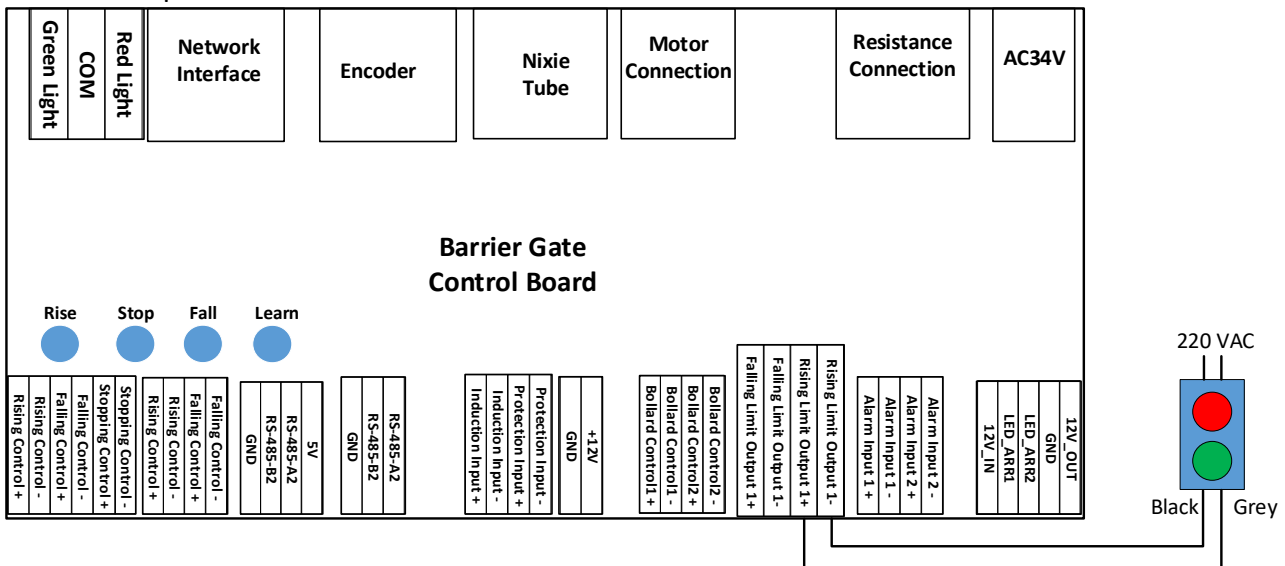 Green Light
COM
Red Light
Network
Interface
Encoder
Nixie
Tube
Motor
Connection
Resistance
Connection
AC34V
Barrier Gate
Control Board
Rise
Stop
Fall
Learn
220 VAC
Rising Control +
Rising Control -
Falling Control +
Falling Control -
Stopping Control +
Stopping Control -
Rising Control +
Rising Control -
Falling Control +
Falling Control -
GND
RS-485-B2
RS-485-A2
5V
GND
RS-485-B2
RS-485-A2
Induction Input +
Induction Input -
Protection Input +
Protection Input -
GND
+12V
Bollard Control1 +
Bollard Control1 -
Bollard Control2 +
Bollard Control2 -
Falling Limit Output 1+
Falling Limit Output 1-
Rising Limit Output 1+
Rising Limit Output 1-
Alarm Input 1 +
Alarm Input 1 -
Alarm Input 2 +
Alarm Input 2 -
12V_IN
LED_ARR1
LED_ARR2
GND
12V_OUT
Black
Grey